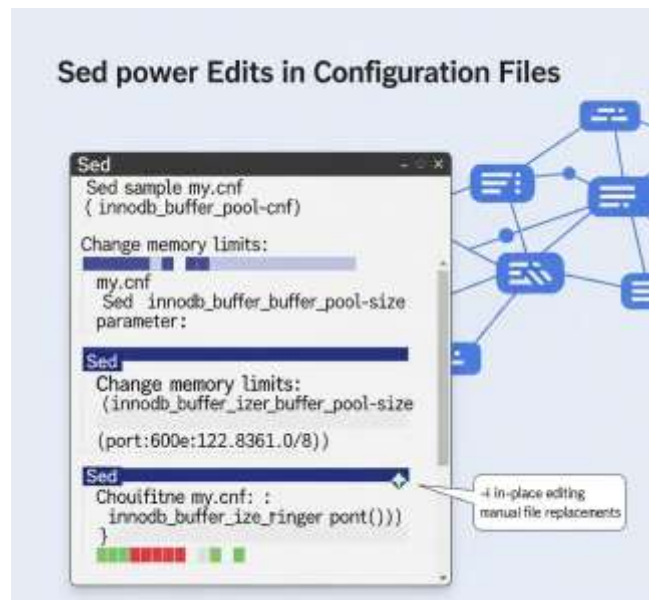 Sed power Edits in Configuration Files
Sed
Sed sample my.cnf
( innodb_buffer_pool-cnf)
Change memory limits:
my.cnf
Sed innodb_buffer_buffer_pool-size
parameter:
Sed
Change memory limits:
(innodb_buffer_izer_buffer_pool-size
(port:600e:122.8361.0/8))
Sed
Chouifitne my.cnf: :
innodb_buffer_ize_ringer pont()))
}
-i in-place editing
manual file replacements